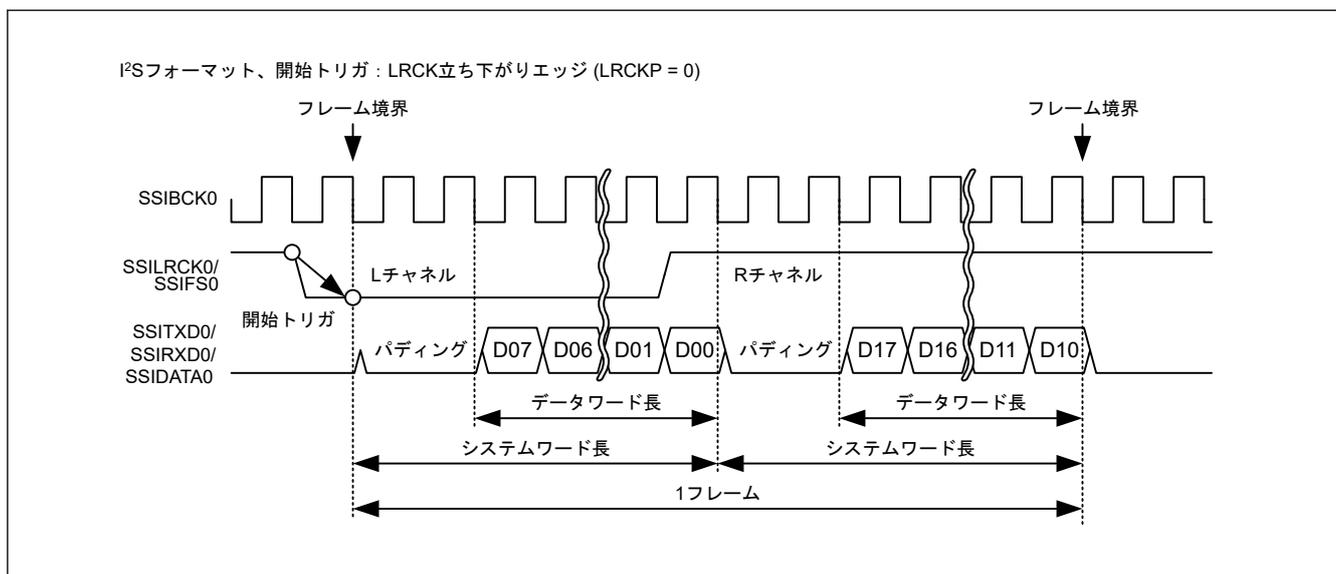 I²Sフォーマット、開始トリガ：LRCK立ち下がりエッジ (LRCKP = 0)
フレーム境界
フレーム境界
SSIBCK0
SSILRCK0/
SSIFS0
Lチャネル
Rチャネル
開始トリガ
SSITXD0/
SSIRXD0/
SSIDATA0
パディング
D07
D06
D01
D00
パディング
D17
D16
D11
D10
データワード長
データワード長
システムワード長
システムワード長
1フレーム